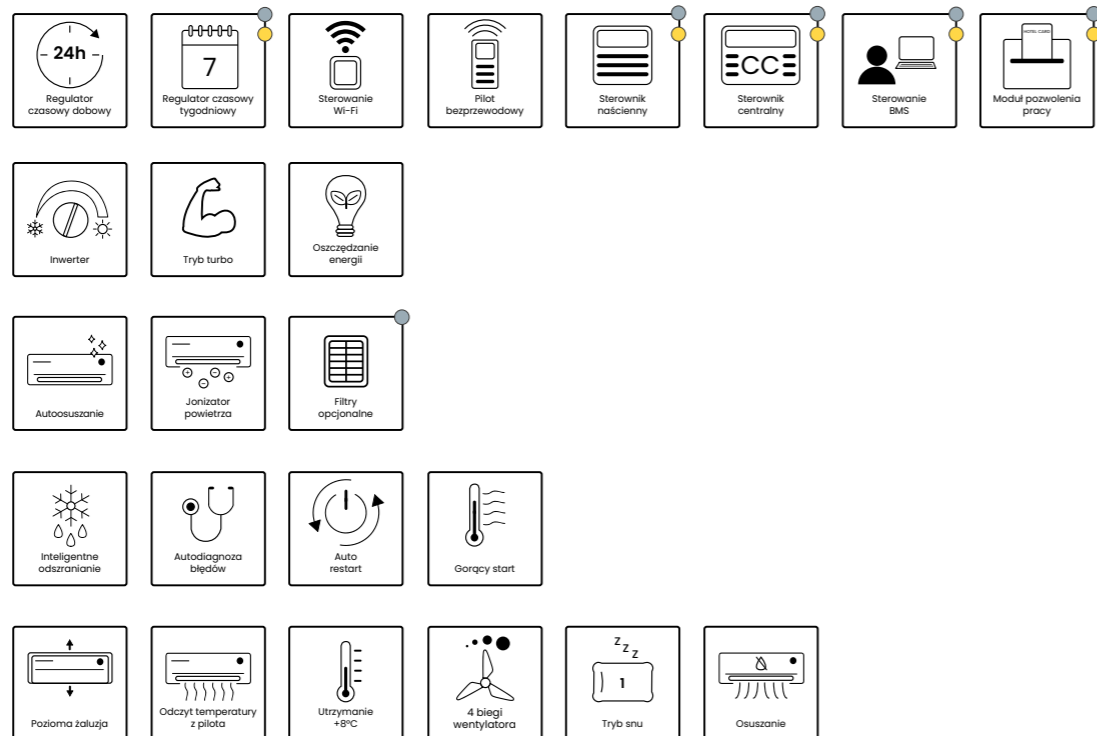 24h
Regulator
czasowy dobowy
7
Regulator czasowy
tygodniowy
Sterowanie
Wi-Fi
Pilot
bezprzewodowy
Sterownik
naścienny
CC
Sterownik
centralny
Sterowanie
BMS
HOTEL CARD
Moduł pozwolenia
pracy
Inwerter
Tryb turbo
Oszczędzanie
energii
Autoosuszanie
Jonizator
powietrza
Filtry
opcjonalne
Inteligentne
odszranianie
Autodiagnoza
błędów
Auto
restart
Gorący start
Pozioma żaluzja
Odczyt temperatury
z pilota
Utrzymanie
+8°C
4 biegi
wentylatora
z z z
1
Tryb snu
Osuszanie